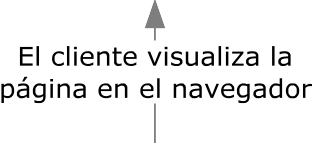 El cliente visualiza la
página en el navegador